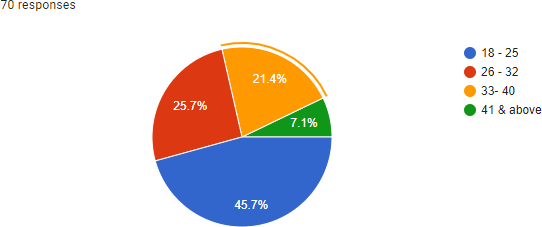 70 responses
18 - 25
26 - 32
33- 40
41 & above
21.4%
25.7%
7.1%
45.7%